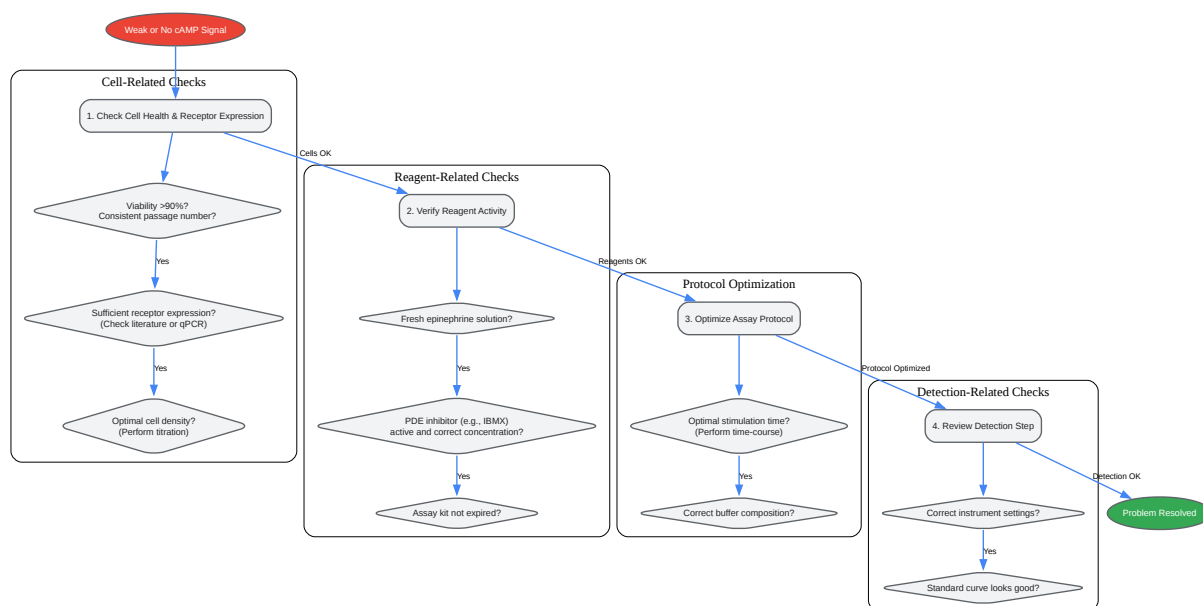 Weak or No cAMP Signal
Cell-Related Checks
1. Check Cell Health & Receptor Expression
Cells OK
Viability >90%?
Consistent passage number?
Yes
Sufficient receptor expression?
(Check literature or qPCR)
Yes
Optimal cell density?
(Perform titration)
Reagent-Related Checks
2. Verify Reagent Activity
Reagents OK
Fresh epinephrine solution?
Yes
PDE inhibitor (e.g., IBMX)
active and correct concentration?
Yes
Assay kit not expired?
Protocol Optimization
3. Optimize Assay Protocol
Protocol Optimized
Optimal stimulation time?
(Perform time-course)
Yes
Correct buffer composition?
Detection-Related Checks
4. Review Detection Step
Detection OK
Correct instrument settings?
Yes
Standard curve looks good?
Problem Resolved